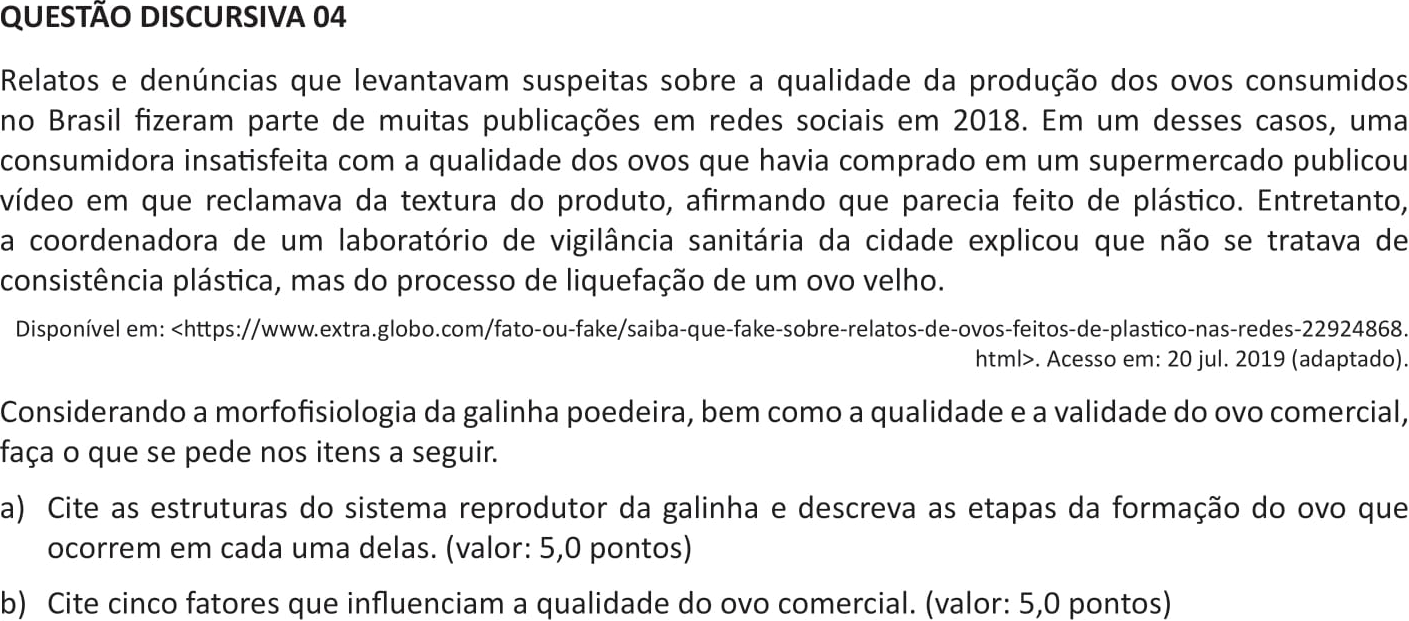 QUESTÃO DISCURSIVA 04
Relatos e denúncias que levantavam suspeitas sobre a qualidade da produção dos ovos consumidos
no Brasil fizeram parte de muitas publicações em redes sociais em 2018. Em um desses casos, uma
consumidora insatisfeita com a qualidade dos ovos que havia comprado em um supermercado publicou
vídeo em que reclamava da textura do produto, afirmando que parecia feito de plástico. Entretanto,
a coordenadora de um laboratório de vigilância sanitária da cidade explicou que não se tratava de
consistência plástica, mas do processo de liquefação de um ovo velho.
Disponível em: <https://www.extra.globo.com/fato-ou-fake/saiba-que-fake-sobre-relatos-de-ovos-feitos-de-plastico-nas-redes-22924868.
html>. Acesso em: 20 jul. 2019 (adaptado).
Considerando a morfofisiologia da galinha poedeira, bem como a qualidade e a validade do ovo comercial,
faça o que se pede nos itens a seguir.
a) Cite as estruturas do sistema reprodutor da galinha e descreva as etapas da formação do ovo que
ocorrem em cada uma delas. (valor: 5,0 pontos)
b) Cite cinco fatores que influenciam a qualidade do ovo comercial. (valor: 5,0 pontos)